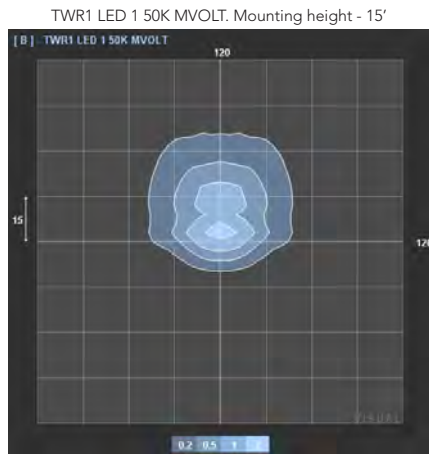 TWR1 LED 1 50K MVOLT. Mounting height - 15'
[ B ] TWR1 LED 1 50K MVOLT
120
15
120
VISUAL
0.2 0.5 1 2